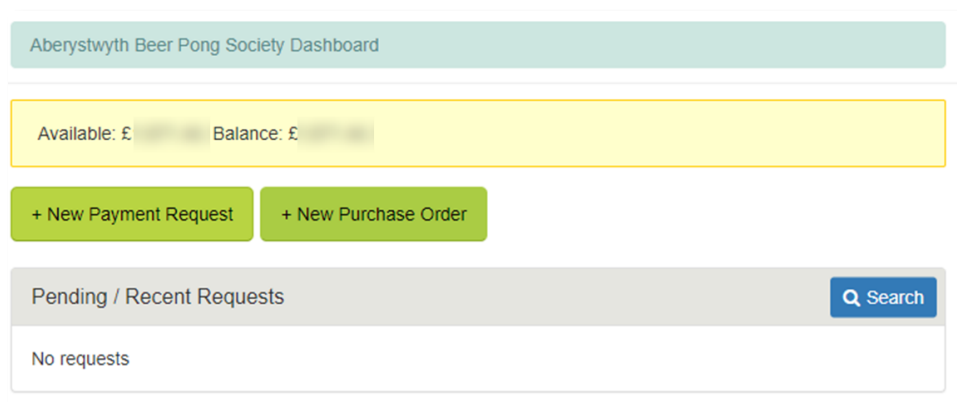 Aberystwyth Beer Pong Society Dashboard
Available: £ Balance: £
+ New Payment Request + New Purchase Order
Pending / Recent Requests Search
No requests